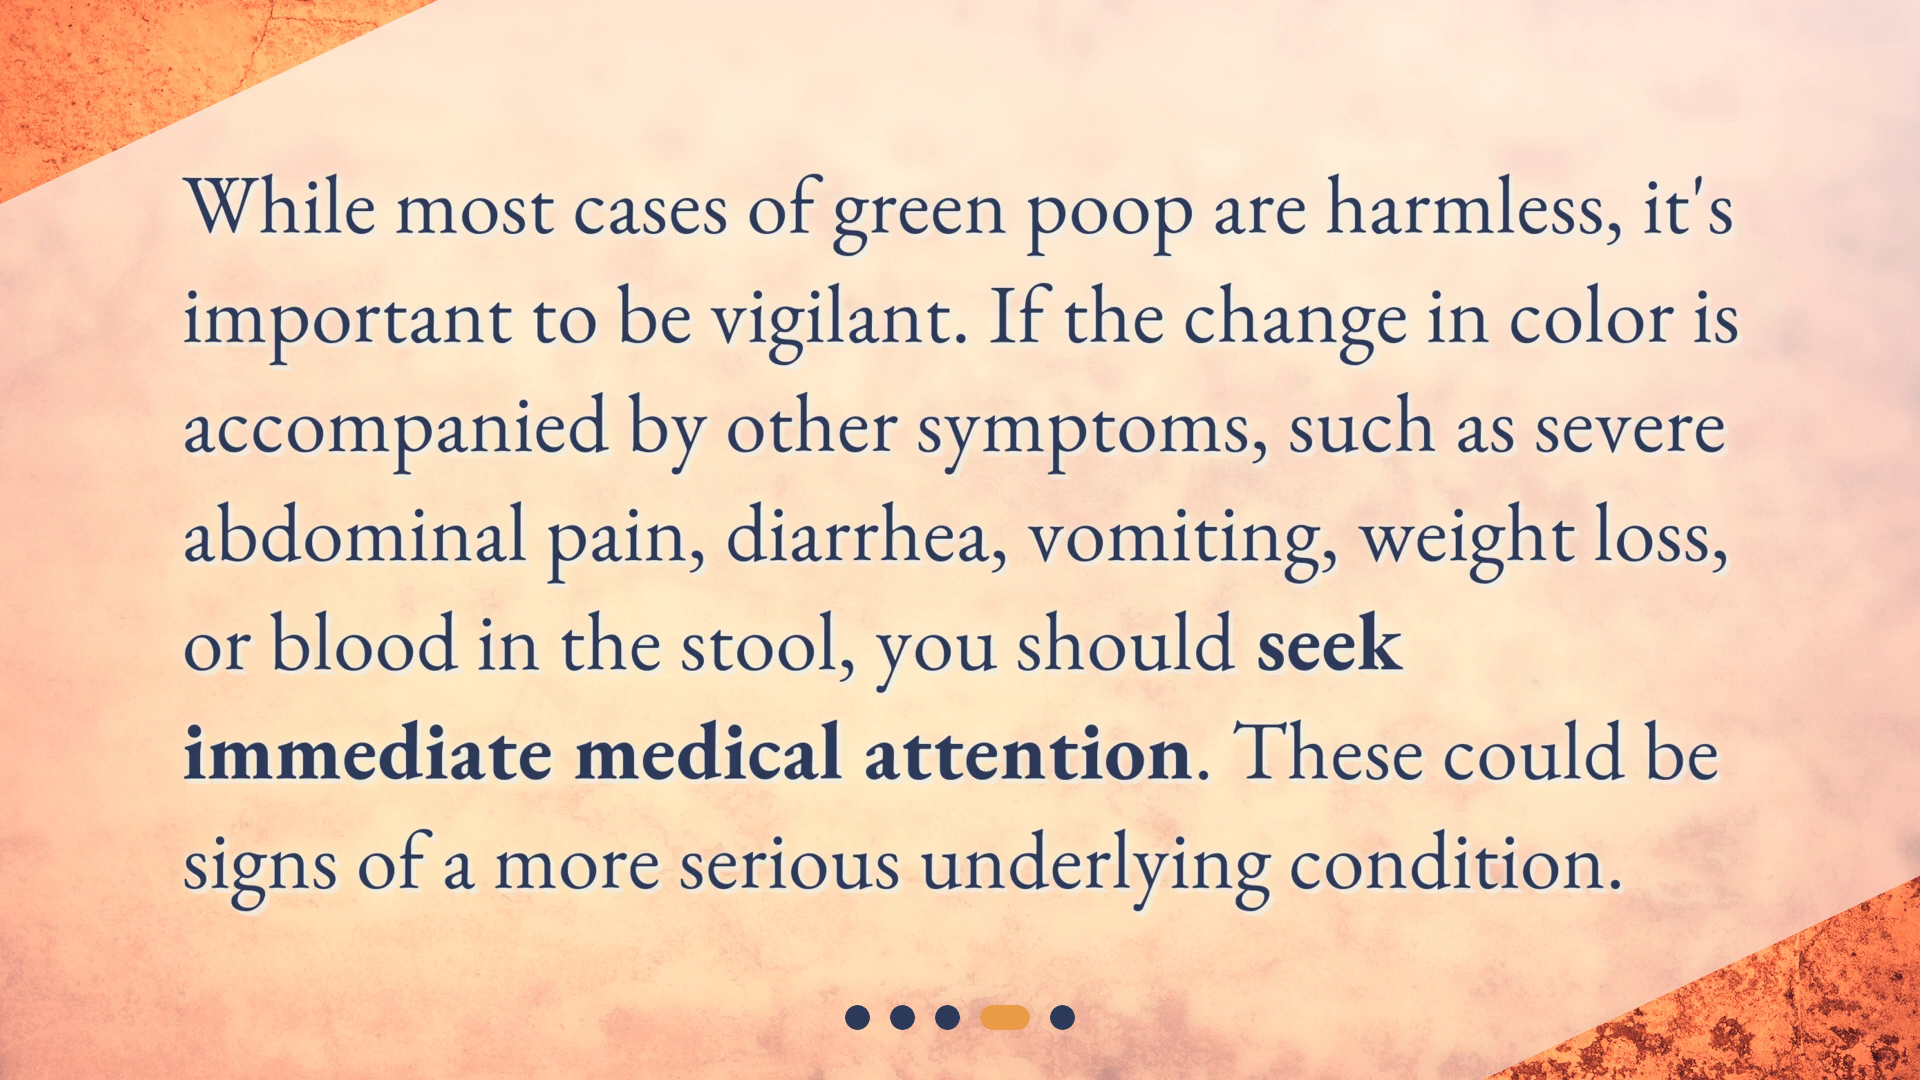 While most cases of green poop are harmless, it's
important to be vigilant. If the change in color is
accompanied by other symptoms, such as severe
abdominal pain, diarrhea, vomiting, weight loss,
or blood in the stool, you should seek
immediate medical attention. These could be
signs of a more serious underlying condition.